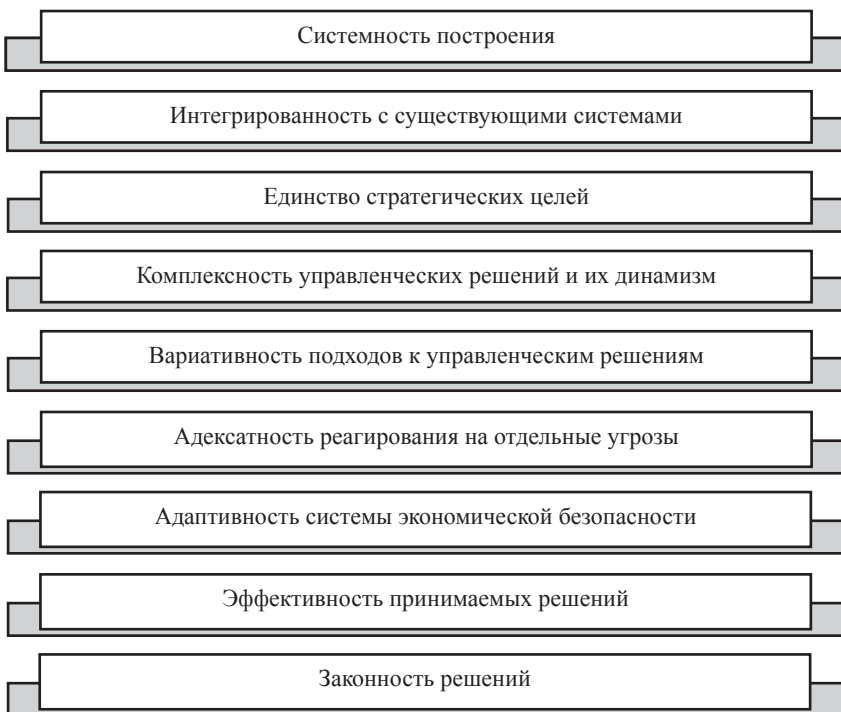 Системность построения
Интегрированность с существующими системами
Единство стратегических целей
Комплексность управленческих решений и их динамизм
Вариативность подходов к управленческим решениям
Адексатность реагирования на отдельные угрозы
Адаптивность системы экономической безопасности
Эффективность принимаемых решений
Законность решений